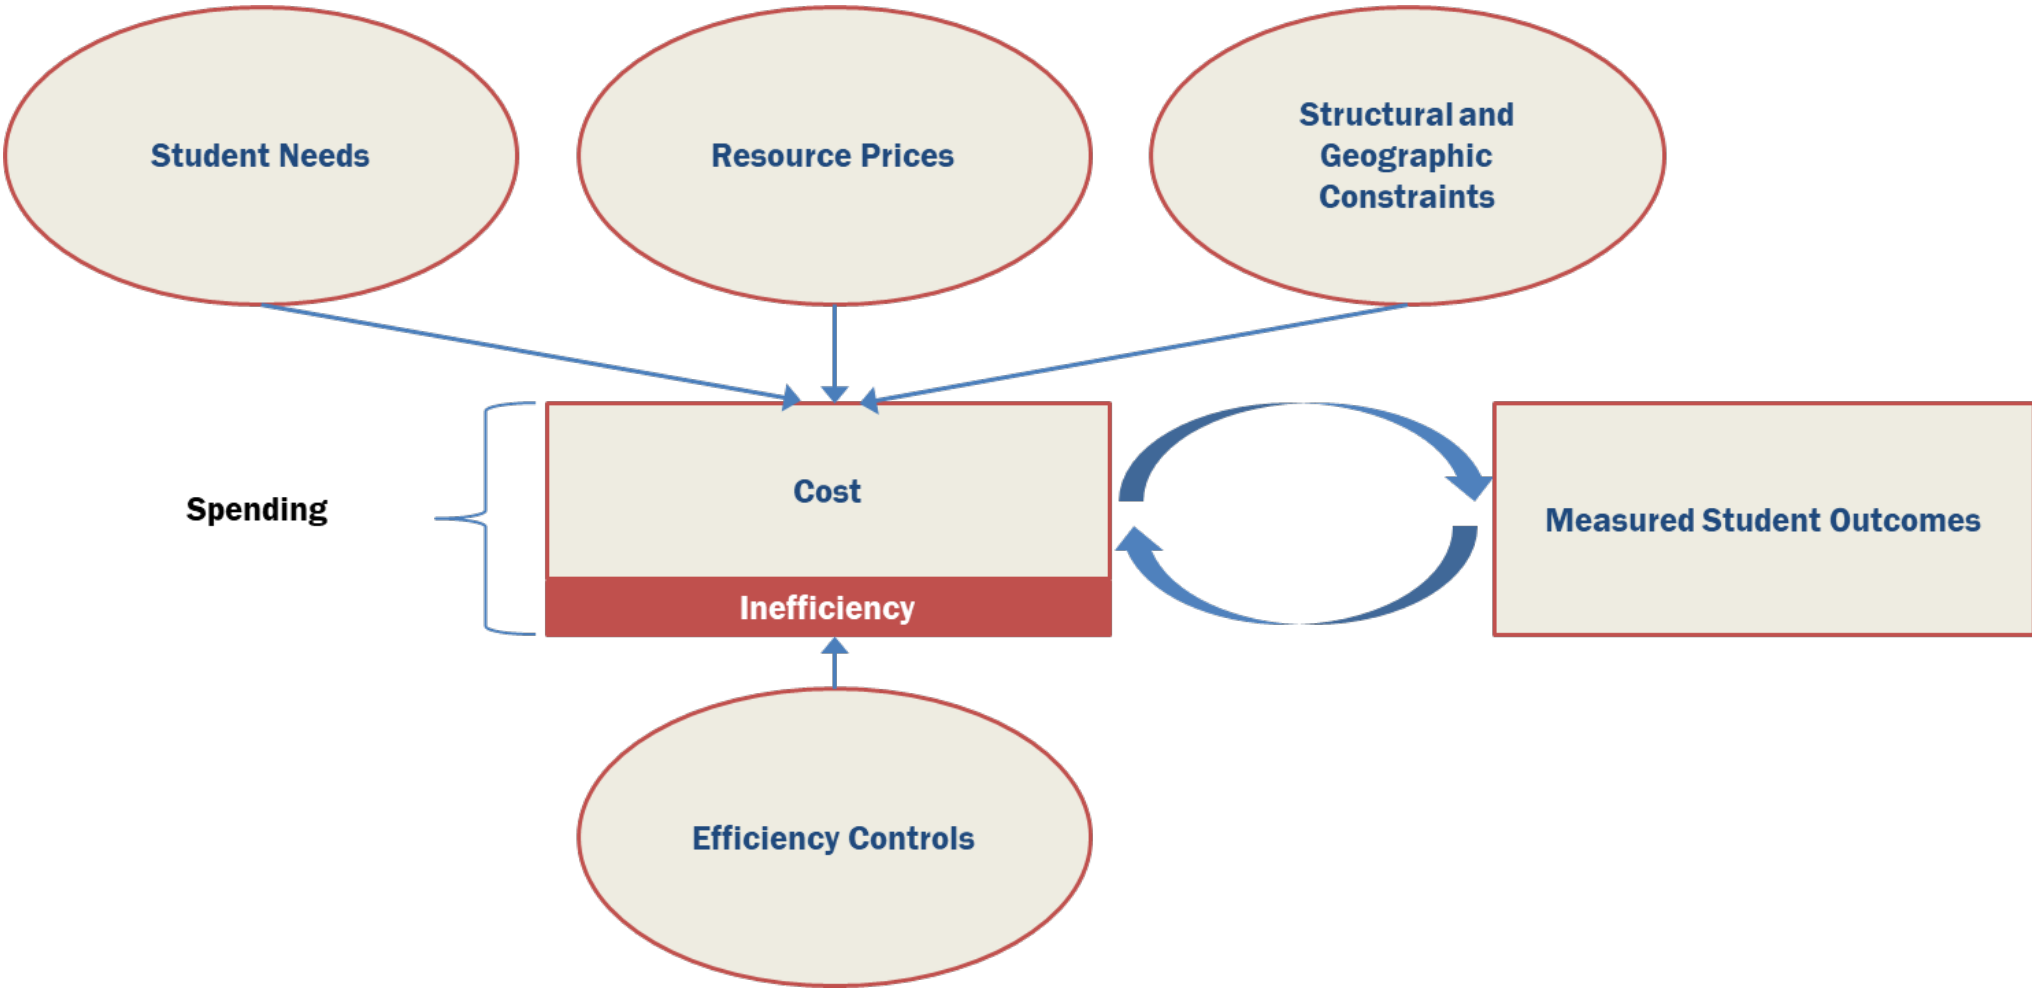 Student Needs
Resource Prices
Structural and
Geographic
Constraints
Spending
Cost
Inefficiency
Measured Student Outcomes
Efficiency Controls